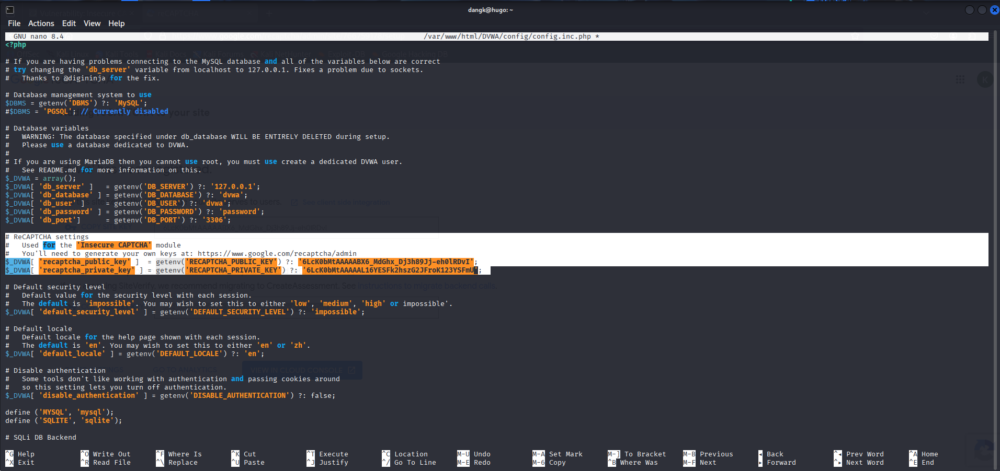 dangk@hugo: ~
File Actions Edit View Help
GNU nano 8.4 /var/www/html/DVWA/config/config.inc.php *
<?php
# If you are having problems connecting to the MySQL database and all of the variables below are correct
# try changing the 'db_server' variable from localhost to 127.0.0.1. Fixes a problem due to sockets.
#   Thanks to @digininja for the fix.
# Database management system to use
$DBMS = getenv('DBMS') ?: 'MySQL';
#$DBMS = 'PGSQL'; // Currently disabled
# Database variables
#   WARNING: The database specified under db_database WILL BE ENTIRELY DELETED during setup.
#   Please use a database dedicated to DVWA.
#
# If you are using MariaDB then you cannot use root, you must use create a dedicated DVWA user.
#   See README.md for more information on this.
$_DVWA = array();
$_DVWA[ 'db_server' ]   = getenv('DB_SERVER') ?: '127.0.0.1';
$_DVWA[ 'db_database' ] = getenv('DB_DATABASE') ?: 'dvwa';
$_DVWA[ 'db_user' ]     = getenv('DB_USER') ?: 'dvwa';
$_DVWA[ 'db_password' ] = getenv('DB_PASSWORD') ?: 'password';
$_DVWA[ 'db_port']      = getenv('DB_PORT') ?: '3306';
# ReCAPTCHA settings
#   Used for the 'Insecure CAPTCHA' module
#   You'll need to generate your own keys at: https://www.google.com/recaptcha/admin
$_DVWA[ 'recaptcha_public_key' ]  = getenv('RECAPTCHA_PUBLIC_KEY') ?: '6LcK0bMtAAAAABX6_MdGhx_Dj3h89Jj-eh0lRDvI';
$_DVWA[ 'recaptcha_private_key' ] = getenv('RECAPTCHA_PRIVATE_KEY') ?: '6LcK0bMtAAAAAL16YESFk2hszG2JFroK123YSFmU';
# Default security level
#   Default value for the security level with each session.
#   The default is 'impossible'. You may wish to set this to either 'low', 'medium', 'high' or impossible'.
$_DVWA[ 'default_security_level' ] = getenv('DEFAULT_SECURITY_LEVEL') ?: 'impossible';
# Default locale
#   Default locale for the help page shown with each session.
#   The default is 'en'. You may wish to set this to either 'en' or 'zh'.
$_DVWA[ 'default_locale' ] = getenv('DEFAULT_LOCALE') ?: 'en';
# Disable authentication
#   Some tools don't like working with authentication and passing cookies around
#   so this setting lets you turn off authentication.
$_DVWA[ 'disable_authentication' ] = getenv('DISABLE_AUTHENTICATION') ?: false;
define ('MYSQL', 'mysql');
define ('SQLITE', 'sqlite');
# SQLi DB Backend
^G Help ^O Write Out ^F Where Is ^K Cut ^T Execute ^C Location M-U Undo M-A Set Mark M-] To Bracket M-B Previous ◂ Back ^◂ Prev Word ^A Home
^X Exit ^R Read File ^\ Replace ^U Paste ^J Justify ^/ Go To Line M-E Redo M-6 Copy ^B Where Was M-F Next ▸ Forward ^▸ Next Word ^E End